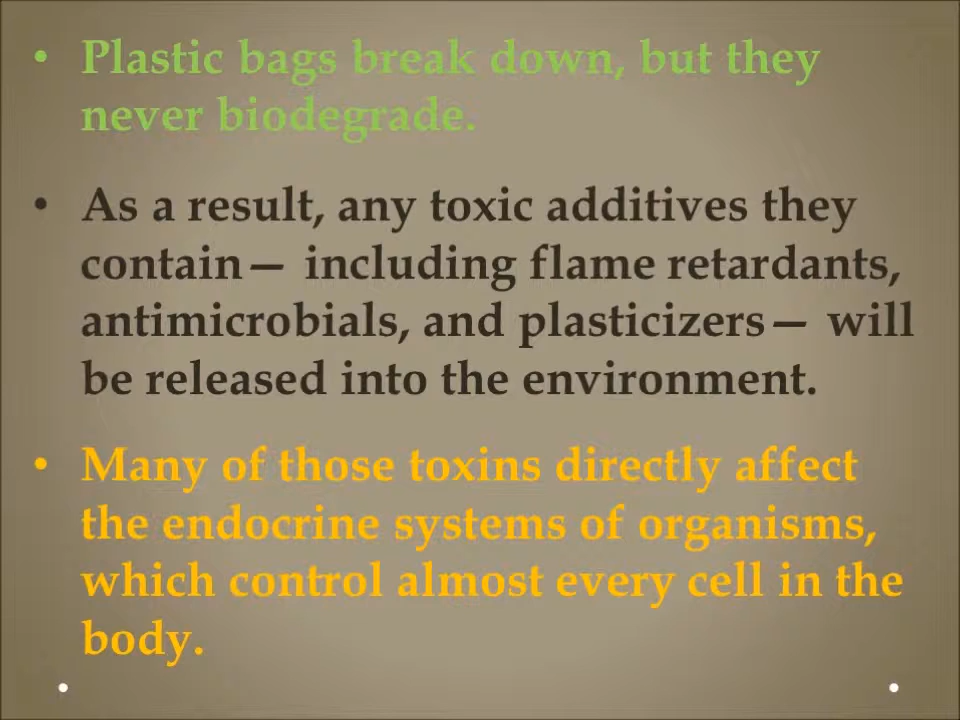 • Plastic bags break down, but they
never biodegrade.
• As a result, any toxic additives they
contain— including flame retardants,
antimicrobials, and plasticizers— will
be released into the environment.
• Many of those toxins directly affect
the endocrine systems of organisms,
which control almost every cell in the
body.